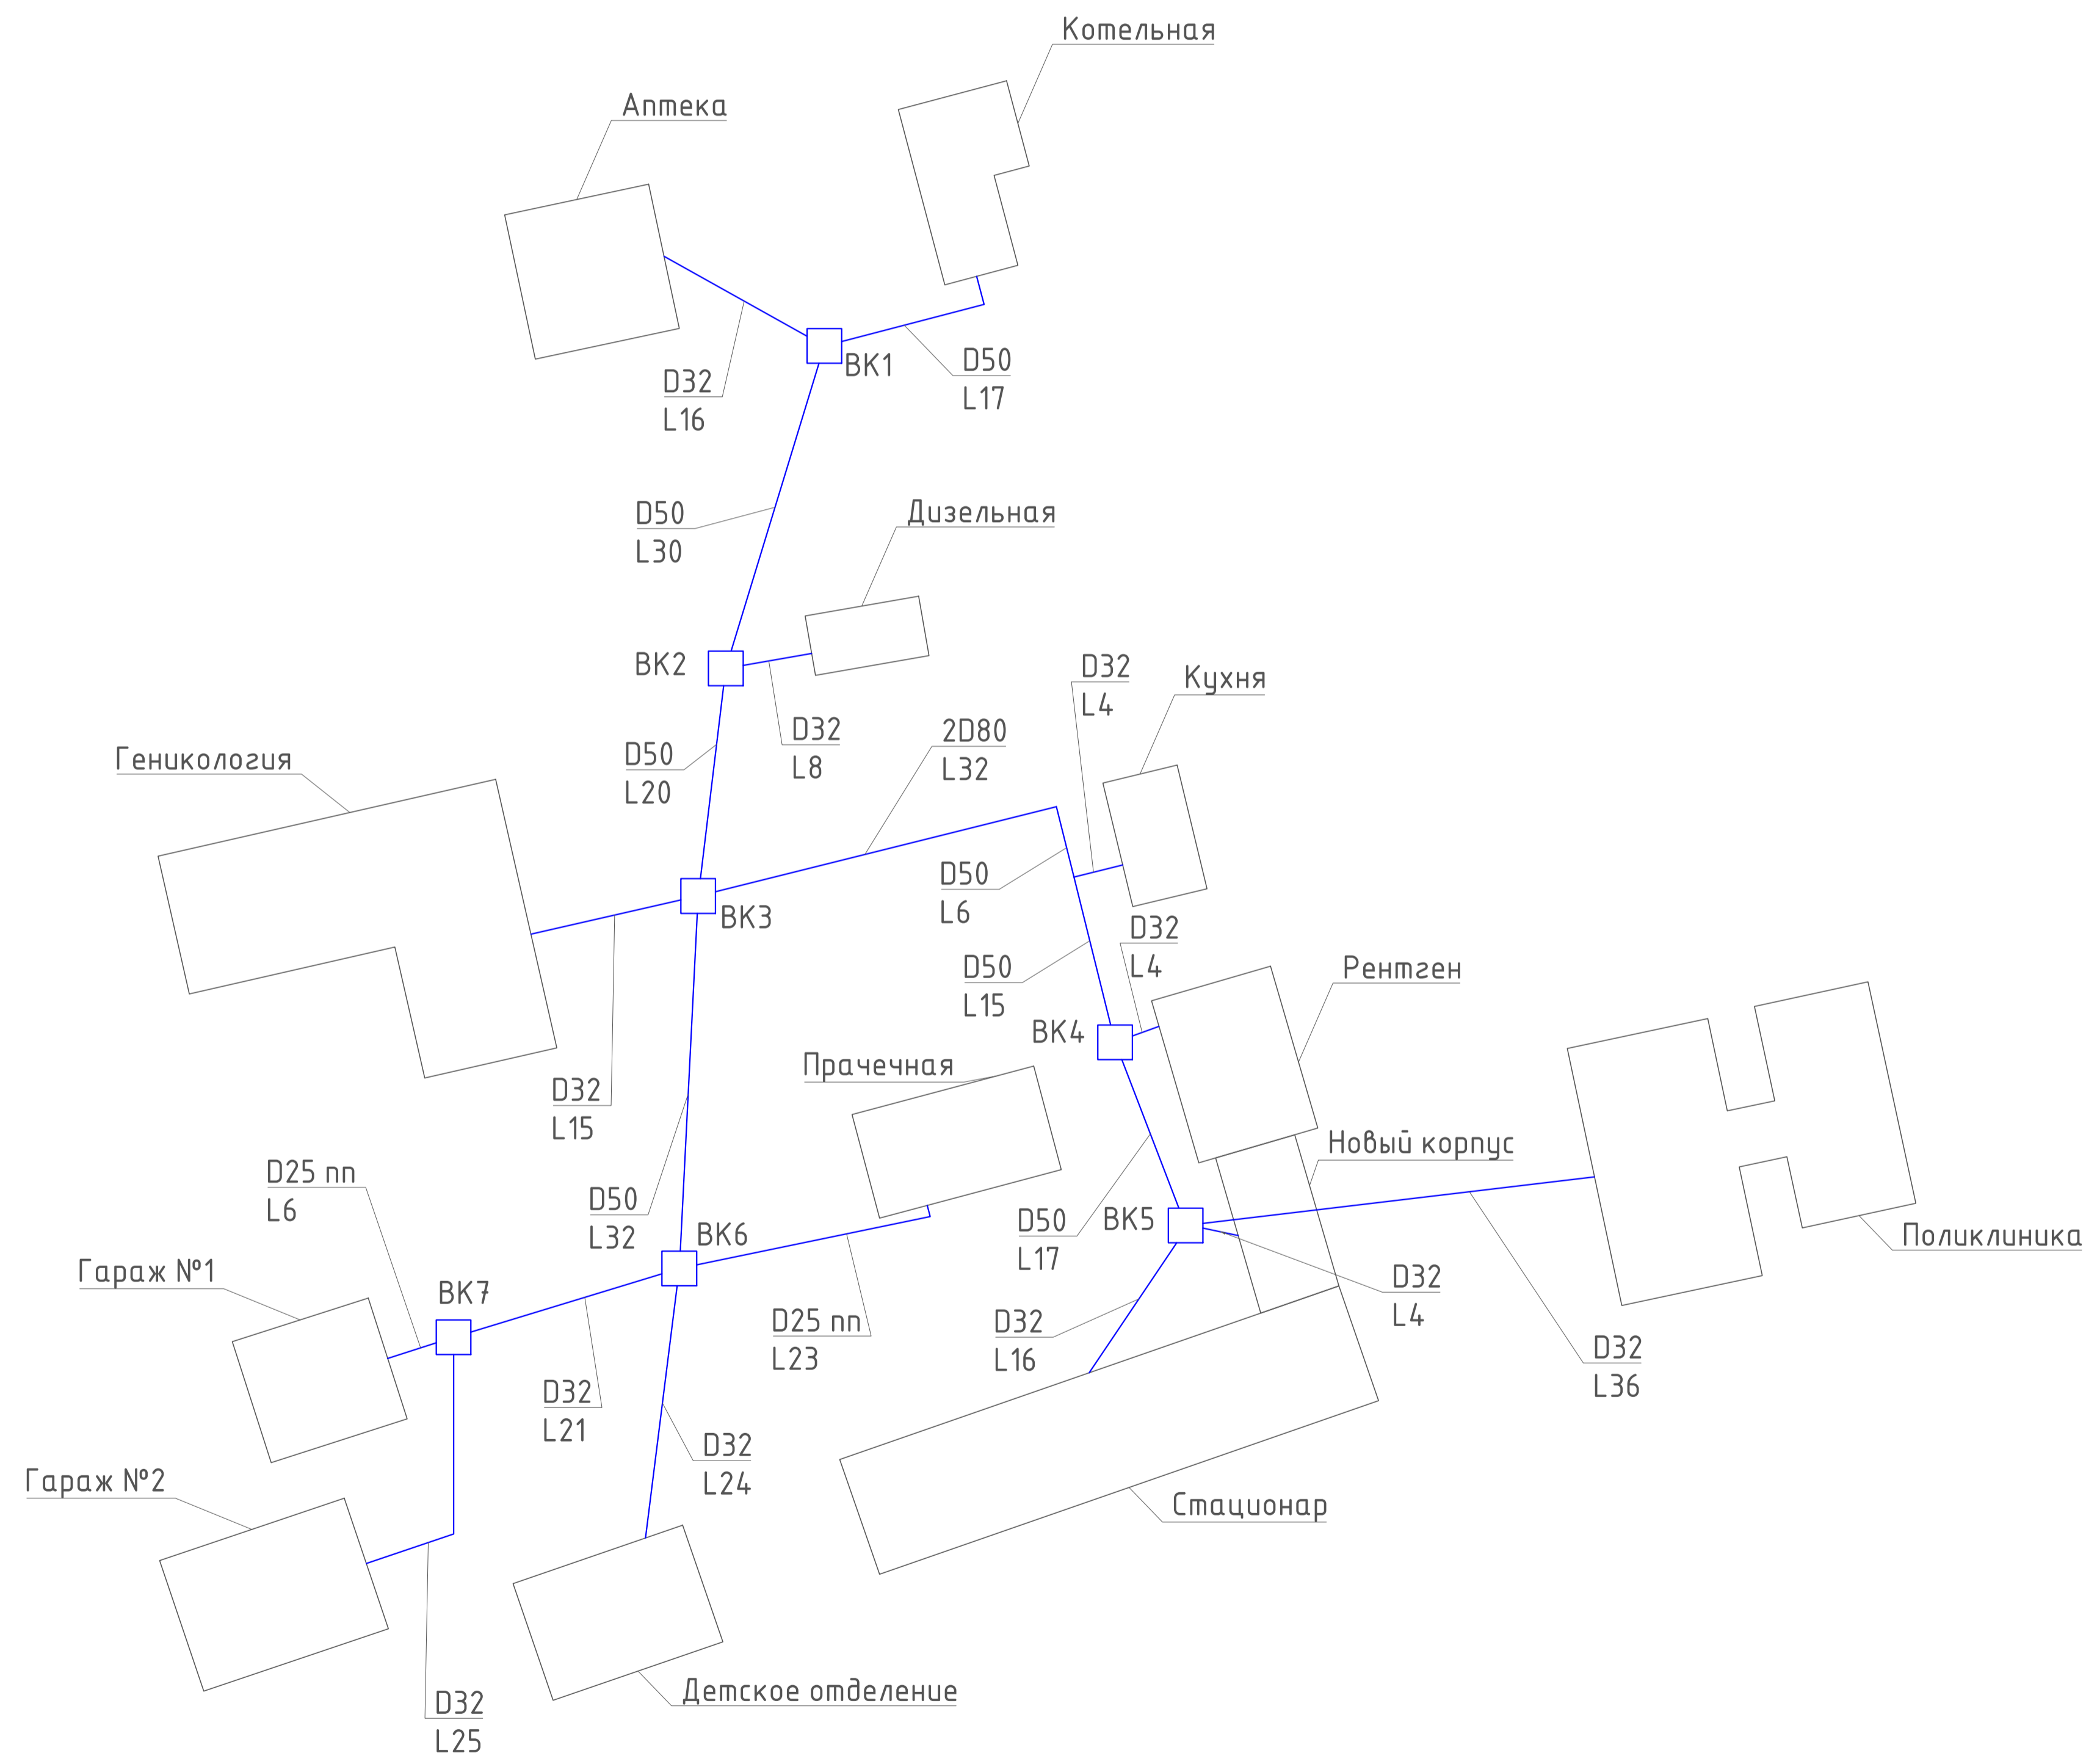 Котельная
Аптека
ВК1
D50
L17
D32
L16
D50
L30
Дизельная
ВК2
D32
L4
Кухня
D32
L8
2D80
L32
D50
L20
Геникология
D50
L6
ВК3
D32
L4
D50
L15
Рентген
ВК4
Прачечная
D32
L15
Новый корпус
D25 пп
L6
D50
L32
ВК6
D50
L17
ВК5
Поликлиника
Гараж №1
ВК7
D32
L4
D25 пп
L23
D32
L16
D32
L36
D32
L21
D32
L24
Гараж №2
Стационар
Детское отделение
D32
L25